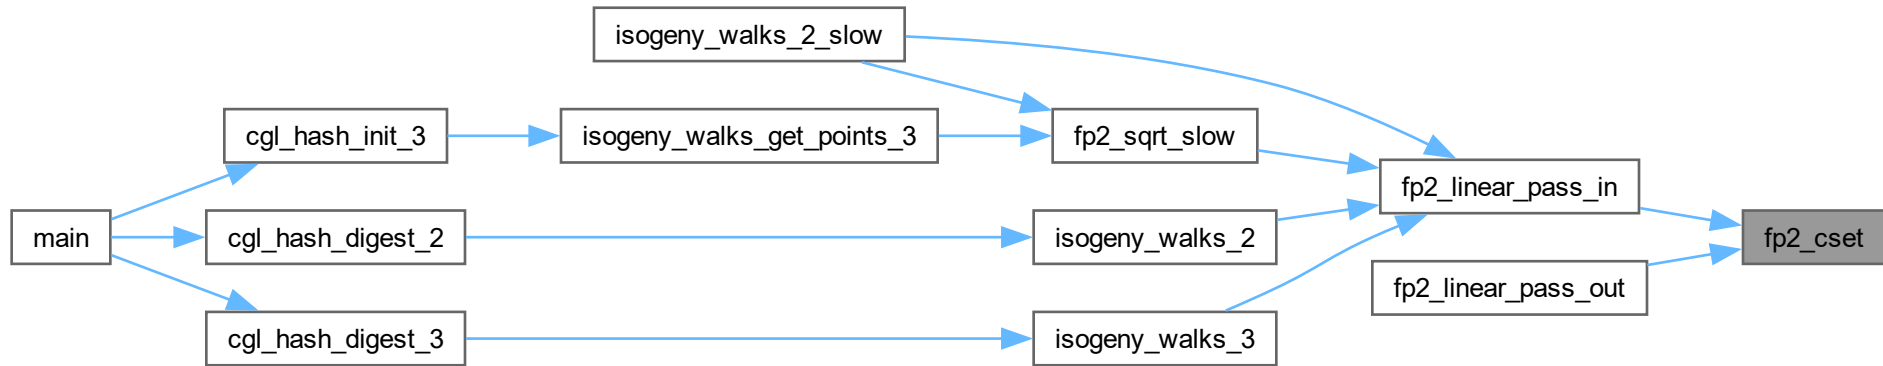 isogeny_walks_2_slow
cgl_hash_init_3
isogeny_walks_get_points_3
fp2_sqrt_slow
fp2_linear_pass_in
main
cgl_hash_digest_2
isogeny_walks_2
fp2_cset
fp2_linear_pass_out
cgl_hash_digest_3
isogeny_walks_3